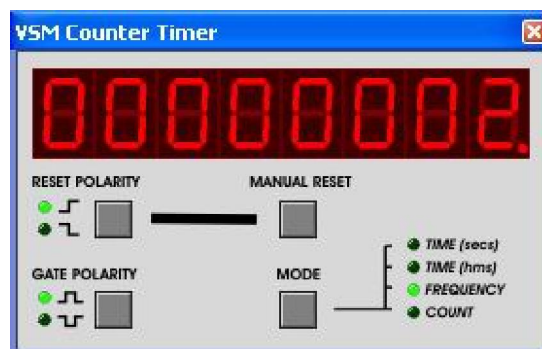 VSM Counter Timer
00000002.
RESET POLARITY
MANUAL RESET
GATE POLARITY
MODE
TIME (secs)
TIME (hms)
FREQUENCY
COUNT